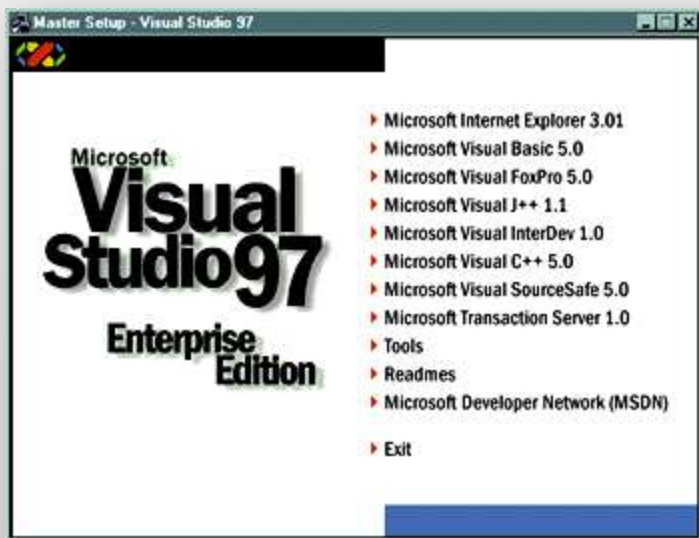 Master Setup - Visual Studio 97
Microsoft
Visual
Studio97
Enterprise
Edition
Microsoft Internet Explorer 3.01
Microsoft Visual Basic 5.0
Microsoft Visual FoxPro 5.0
Microsoft Visual J++ 1.1
Microsoft Visual InterDev 1.0
Microsoft Visual C++ 5.0
Microsoft Visual SourceSafe 5.0
Microsoft Transaction Server 1.0
Tools
Readmes
Microsoft Developer Network (MSDN)
Exit